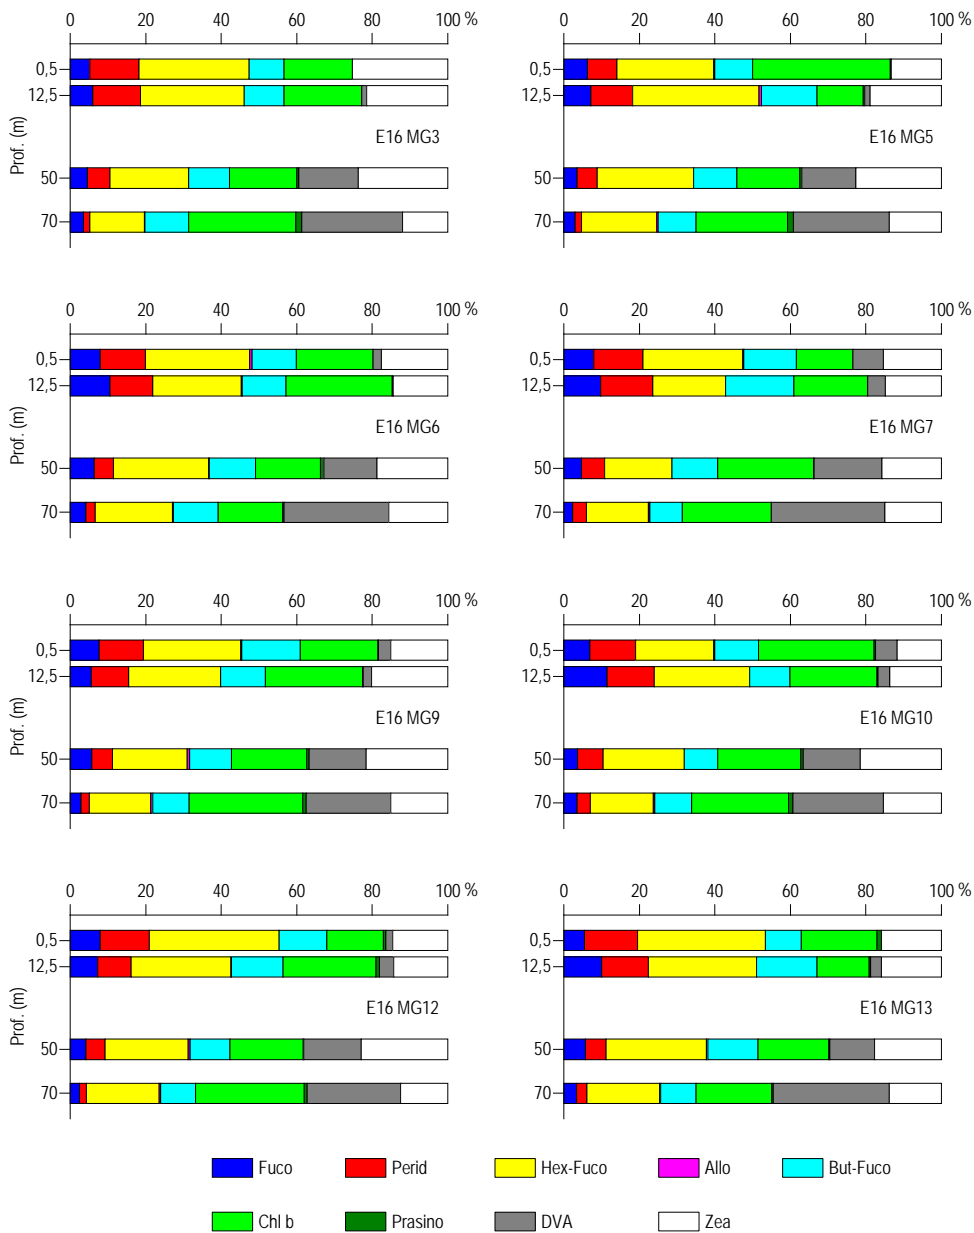 0 20 40 60 80 100 % 0 20 40 60 80 100 %
0,5 0,5
12,5 12,5
Prof. (m) E16 MG3 E16 MG5
50 50
70 70
0 20 40 60 80 100 % 0 20 40 60 80 100 %
0,5 0,5
12,5 12,5
Prof. (m) E16 MG6 E16 MG7
50 50
70 70
0 20 40 60 80 100 % 0 20 40 60 80 100 %
0,5 0,5
12,5 12,5
Prof. (m) E16 MG9 E16 MG10
50 50
70 70
0 20 40 60 80 100 % 0 20 40 60 80 100 %
0,5 0,5
12,5 12,5
Prof. (m) E16 MG12 E16 MG13
50 50
70 70
Fuco Perid Hex-Fuco Allo But-Fuco
Chl b Prasino DVA Zea